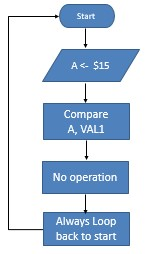 Start
A <- $15
Compare
A, VAL1
No operation
Always Loop
back to start